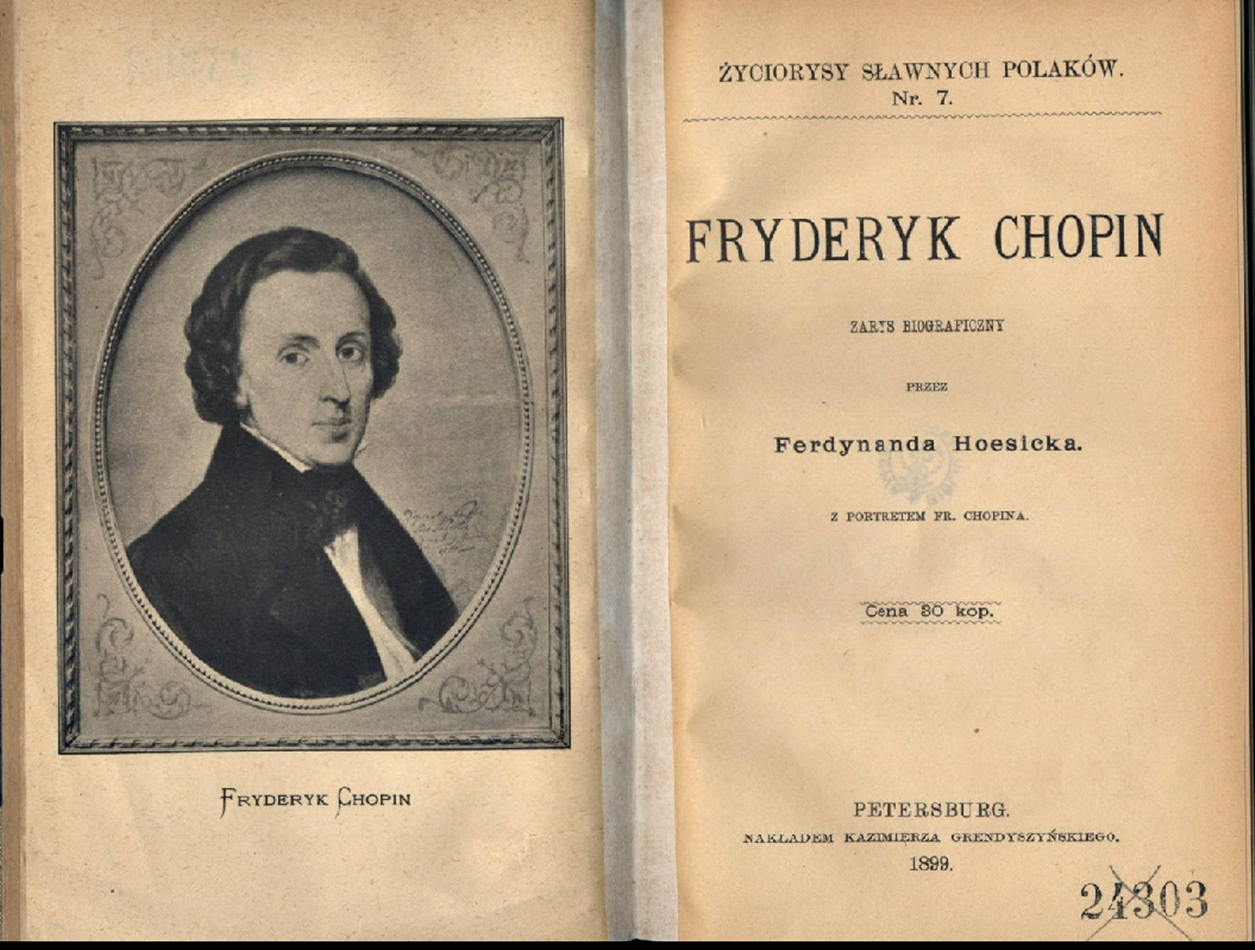 FRYDERYK CHOPIN
ŻYCIORYSY SŁAWNYCH POLAKÓW.
Nr. 7.
FRYDERYK CHOPIN
ZARYS BIOGRAFICZNY
PRZEZ
Ferdynanda Hoesicka.
Z PORTRETEM FR. CHOPINA.
Cena 30 kop.
PETERSBURG.
NAKŁADEM KAZIMIERZA GRENDYSZYŃSKIEGO.
1899.
24303